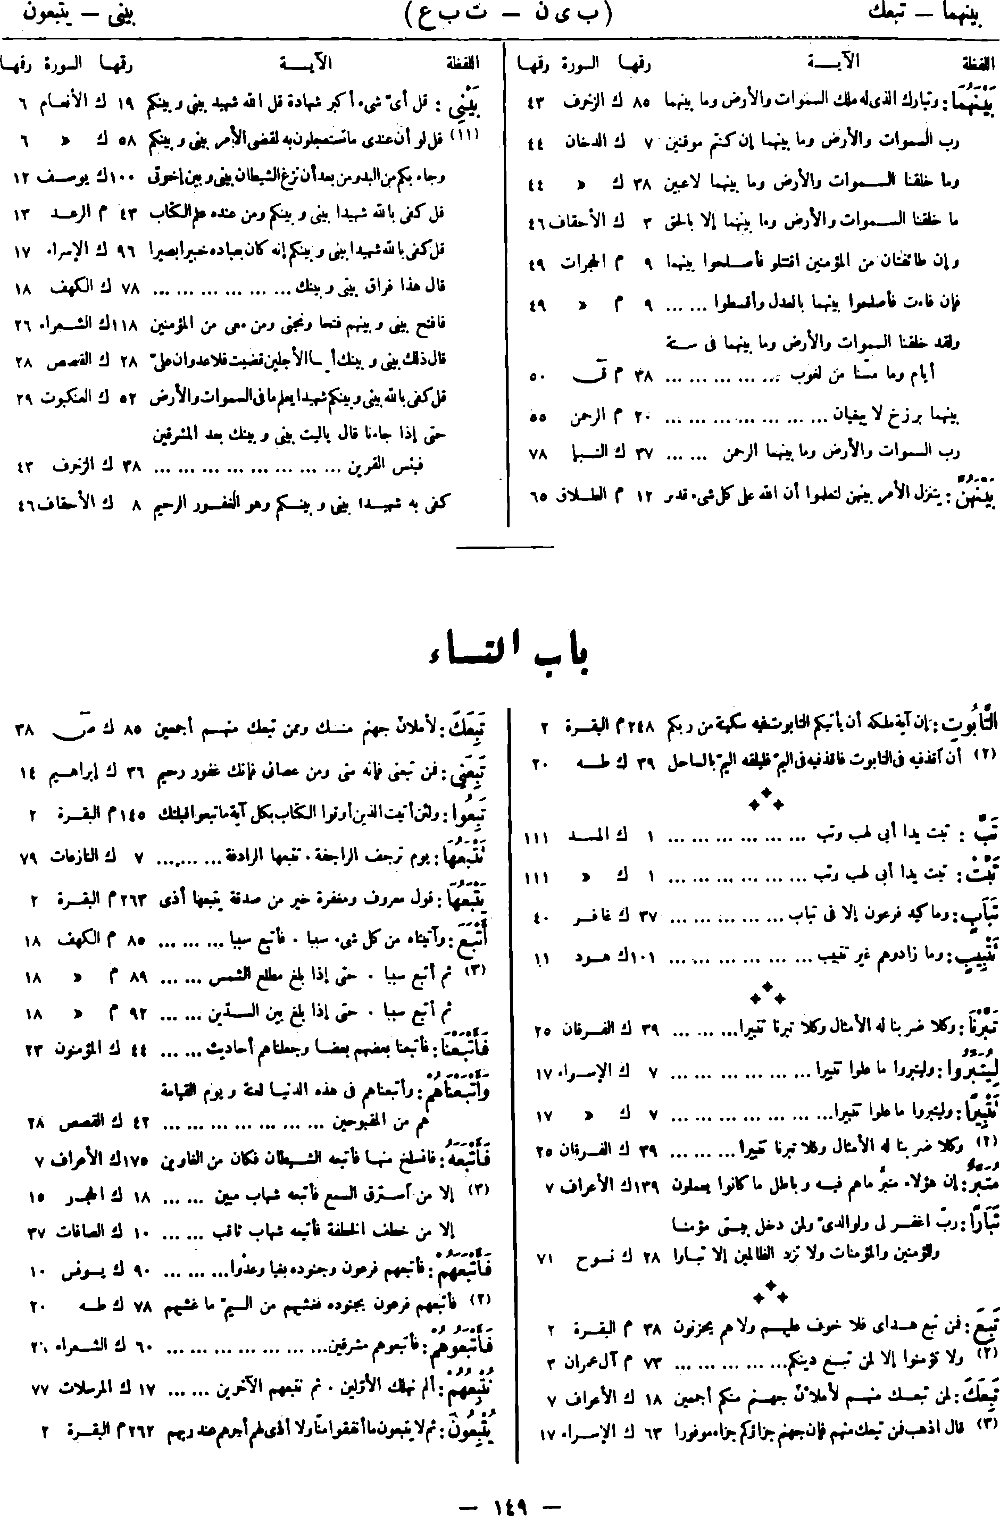 بينهما — تبعك (ب ى ن — ت ب ع) بينى — يتبعون
اللفظة الآيــة رقمها السورة رقمها
بَيْنَهُمَا : وتبارك الذى له ملك السموات والأرض وما بينهما ٨٥ ك الزخرف ٤٣
رب السموات والأرض وما بينهما إن كنتم موقنين ٧ ك الدخان ٤٤
وما خلقنا السموات والأرض وما بينهما لاعبين ٣٨ ك « ٤٤
ما خلقنا السموات والأرض وما بينهما إلا بالحق ٣ ك الأحقاف ٤٦
وإن طائفتان من المؤمنين اقتتلو فأصلحوا بينهما ٩ م الحجرات ٤٩
فإن فاءت فأصلحوا بينهما بالعدل وأقسطوا ... ... ٩ م « ٤٩
ولقد خلقنا السموات والأرض وما بينهما فى ستة
أيام وما مسّنا من لغوب ... ... ... ... ... ٣٨ م قۤ ٥٠
بينهما برزخ لا يبغيان ... ... ... ... ... ... ٢٠ م الرحمن ٥٥
رب السموات والأرض وما بينهما الرحمن ... ... ٣٧ ك النبإ ٧٨
بَيْنَهُنَّ : يتنزل الأمر بينهن لتعلموا أن الله على كل شىء قدير ١٢ م الطلاق ٦٥
اللفظة الآيــة رقمها السورة رقمها
بَيْنِي : قل أىّ شىء أكبر شهادة قل الله شهيد بينى وبينكم ١٩ ك الأنعام ٦
(١١) قل لو أن عندى ما تستعجلون به لقضى الأمر بينى وبينكم ٥٨ ك « ٦
وجاء بكم من البدو من بعد أن نزغ الشيطان بينى وبين إخوتى ١٠٠ ك يوسف ١٢
قل كفى بالله شهيدا بينى وبينكم ومن عنده علم الكتاب ٤٣ م الرعد ١٣
قل كفى بالله شهيدا بينى وبينكم إنه كان بعباده خبيرا بصيرا ٩٦ ك الإسراء ١٧
قال هذا فراق بينى وبينك ... ... ... ... ... ... ٧٨ ك الكهف ١٨
فافتح بينى وبينهم فتحا ونجنى ومن معى من المؤمنين ١١٨ ك الشعراء ٢٦
قال ذلك بينى وبينك أيما الأجلين قضيت فلا عدوان علىّ ٢٨ ك القصص ٢٨
قل كفى بالله بينى وبينكم شهيدا يعلم ما فى السموات والأرض ٥٢ ك العنكبوت ٢٩
حتى إذا جاءنا قال ياليت بينى وبينك بعد المشرقين
فبئس القرين ... ... ... ... ... ... ... ... ٣٨ ك الزخرف ٤٣
كفى به شهيدا بينى وبينكم وهو الغفور الرحيم ٨ ك الأحقاف ٤٦
باب التـــاء
التَّابُوت : إن آية ملكه أن يأتيكم التابوت فيه سكينة من ربكم ٢٤٨ م البقرة ٢
(٢) أن اقذفيه فى التابوت فاقذفيه فى اليمّ فليلقه اليمّ بالساحل ٣٩ ك طـه ٢٠
تَبَّ : تبت يدا أبى لهب وتب ... ... ... ... ... ١ ك المسد ١١١
تَبَّتْ : تبت يدا أبى لهب وتب ... ... ... ... ... ١ ك « ١١١
تَبَابٍ : وما كيد فرعون إلا فى تباب ... ... ... ... ٣٧ ك غافر ٤٠
تَتْبِيبٍ : وما زادوهم غير تتبيب ... ... ... ... ... ١٠١ ك هود ١١
تَبَّرْنَا : وكلا ضربنا له الأمثال وكلا تبرنا تتبيرا ... ... ... ٣٩ ك الفرقان ٢٥
لِيُتَبِّرُوا : وليتبروا ما علوا تتبيرا ... ... ... ... ... ٧ ك الإسراء ١٧
تَتْبِيرًا : وليتبروا ما علوا تتبيرا ... ... ... ... ... ٧ ك « ١٧
(٢) وكلا ضربنا له الأمثال وكلا تبرنا تتبيرا ... ... ... ٣٩ ك الفرقان ٢٥
مُتَبَّرٌ : إن هؤلاء متبَّر ما هم فيه وباطل ما كانوا يعملون ١٣٩ ك الأعراف ٧
تَبَارًا : ربّ اغفر لى ولوالدىّ ولمن دخل بيتى مؤمنا
وللمؤمنين والمؤمنات ولا تزد الظالمين إلا تبارا ٢٨ ك نوح ٧١
تَبِعَ : فمن تبع هداى فلا خوف عليهم ولا هم يحزنون ٣٨ م البقرة ٢
(٢) ولا تؤمنوا إلا لمن تبع دينكم ... ... ... ... ٧٣ م آل عمران ٣
تَبِعَكَ : لمن تبعك منهم لأملأنّ جهنم منكم أجمعين ١٨ ك الأعراف ٧
(٣) قال اذهب فمن تبعك منهم فإن جهنم جزاؤكم جزاء موفورا ٦٣ ك الإسراء ١٧
تَبِعَكَ : لأملأن جهنم منك وممن تبعك منهم أجمعين ٨٥ ك صۤ ٣٨
تَبِعَنِي : فمن تبعنى فإنه منى ومن عصانى فإنك غفور رحيم ٣٦ ك إبراهيم ١٤
تَبِعُوا : ولئن أتيت الذين أوتوا الكتاب بكل آية ما تبعوا قبلتك ١٤٥ م البقرة ٢
تَتْبَعُهَا : يوم ترجف الراجفة . تتبعها الرادفة ... ... ... ٧ ك النازعات ٧٩
يَتْبَعُهَا : قول معروف ومغفرة خير من صدقة يتبعها أذى ٢٦٣ م البقرة ٢
أَتْبَعَ : وآتيناه من كل شىء سببا . فأتبع سببا ... ... ... ٨٥ م الكهف ١٨
(٣) ثم أتبع سببا . حتى إذا بلغ مطلع الشمس ... ... ٨٩ م « ١٨
ثم أتبع سببا . حتى إذا بلغ بين السدّين ... ... ٩٢ م « ١٨
فَأَتْبَعْنَا : فأتبعنا بعضهم بعضا وجعلناهم أحاديث ... ... ٤٤ ك المؤمنون ٢٣
وَأَتْبَعْنَاهُمْ : وأتبعناهم فى هذه الدنيا لعنة ويوم القيامة
هم من المقبوحين ... ... ... ... ... ... ... ٤٢ ك القصص ٢٨
فَأَتْبَعَهُ : فانسلخ منها فأتبعه الشيطان فكان من الغاوين ١٧٥ ك الأعراف ٧
(٣) إلا من استرق السمع فأتبعه شهاب مبين ... ... ١٨ ك الحجر ١٥
إلا من خطف الخطفة فأتبعه شهاب ثاقب ... ... ١٠ ك الصافات ٣٧
فَأَتْبَعَهُمْ : فأتبعهم فرعون وجنوده بغيا وعدْوا ... ... ... ٩٠ ك يونس ١٠
(٢) فأتبعهم فرعون بجنوده فغشيهم من اليمّ ما غشيهم ٧٨ ك طـه ٢٠
فَأَتْبَعُوهُمْ : فأتبعوهم مشرقين ... ... ... ... ... ... ... ٦٠ ك الشعراء ٢٦
نُتْبِعُهُمْ : ألم نهلك الأوّلين . ثم نتبعهم الآخرين ... ... ١٧ ك المرسلات ٧٧
يُتْبِعُونَ : ثم لا يتبعون ما أنفقوا منّا ولا أذى لهم أجرهم عند ربهم ٢٦٢ م البقرة ٢
— ١٤٩ —